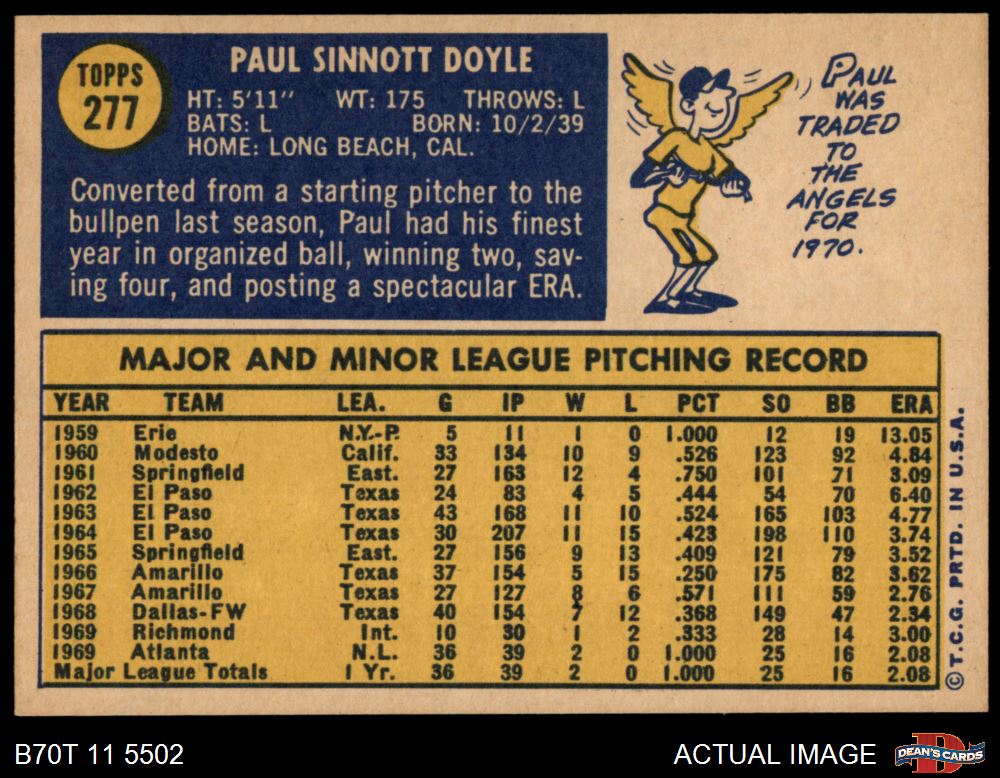 TOPPS
277
PAUL SINNOTT DOYLE
HT: 5'11" WT: 175 THROWS: L
BATS: L BORN: 10/2/39
HOME: LONG BEACH, CAL.
Converted from a starting pitcher to the
bullpen last season, Paul had his finest
year in organized ball, winning two, sav-
ing four, and posting a spectacular ERA.
PAUL
WAS
TRADED
TO
THE
ANGELS
FOR
1970.
MAJOR AND MINOR LEAGUE PITCHING RECORD
YEAR TEAM LEA. G IP W L PCT SO BB ERA
1959 Erie N.Y.-P. 5 11 1 0 1.000 12 19 13.05
1960 Modesto Calif. 33 134 10 9 .526 123 92 4.84
1961 Springfield East. 27 163 12 4 .750 101 71 3.09
1962 El Paso Texas 24 83 4 5 .444 54 70 6.40
1963 El Paso Texas 43 168 11 10 .524 165 103 4.77
1964 El Paso Texas 30 207 11 15 .423 198 110 3.74
1965 Springfield East. 27 156 9 13 .409 121 79 3.52
1966 Amarillo Texas 37 154 5 15 .250 175 82 3.62
1967 Amarillo Texas 27 127 8 6 .571 111 59 2.76
1968 Dallas-FW Texas 40 154 7 12 .368 149 47 2.34
1969 Richmond Int. 10 30 1 2 .333 28 14 3.00
1969 Atlanta N.L. 36 39 2 0 1.000 25 16 2.08
Major League Totals 1 Yr. 36 39 2 0 1.000 25 16 2.08
©T.C.G. PRTD. IN U.S.A.
B70T 11 5502
ACTUAL IMAGE
DEAN'S CARDS